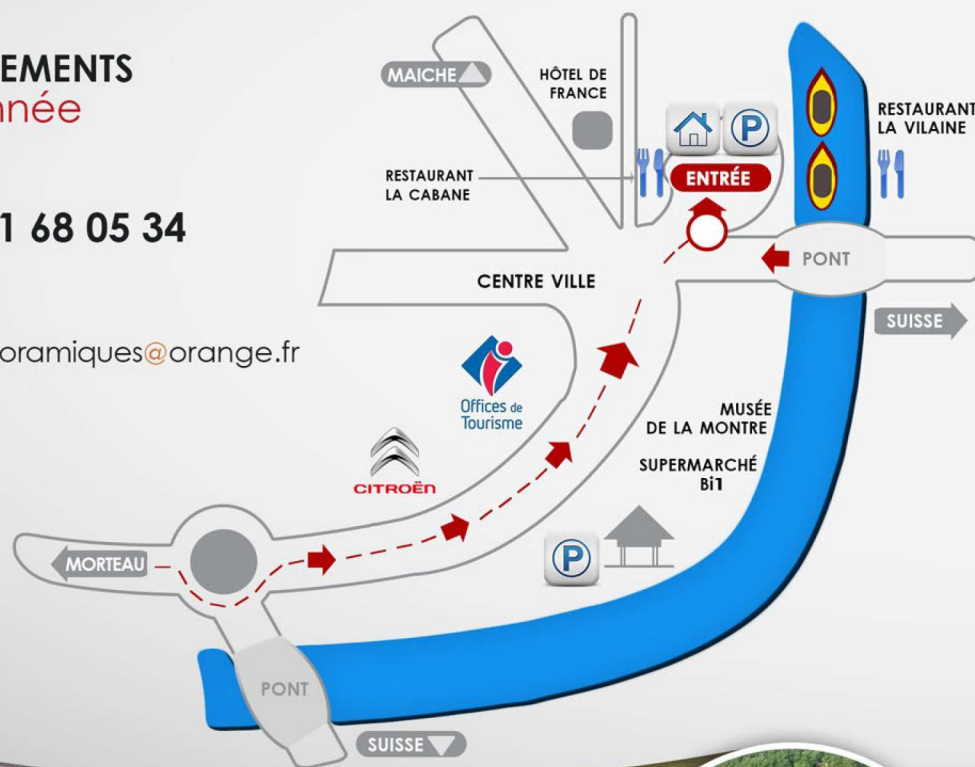 EMENTS
nnée
1 68 05 34
oramiques@orange.fr
MAICHE
HÔTEL DE
FRANCE
P
RESTAURANT
LA VILAINE
RESTAURANT
LA CABANE
ENTRÉE
CENTRE VILLE
PONT
SUISSE
Offices de
Tourisme
MUSÉE
DE LA MONTRE
CITROËN
SUPERMARCHÉ
Bi1
P
MORTEAU
PONT
SUISSE